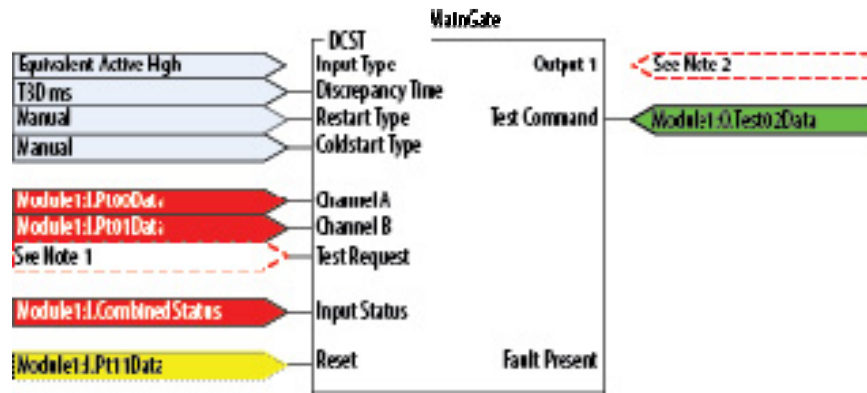 MainGate
DCST
Equivalent Active High
Input Type
Output 1
See Note 2
T3D ms
Discrepancy Time
Manual
Restart Type
Test Command
Module1:O.Test02Data
Manual
Coldstart Type
Module1:I.Pt00Data
Channel A
Module1:I.Pt01Data
Channel B
See Note 1
Test Request
Module1:I.CombinedStatus
Input Status
Module1:I.Pt11Data
Reset
Fault Present